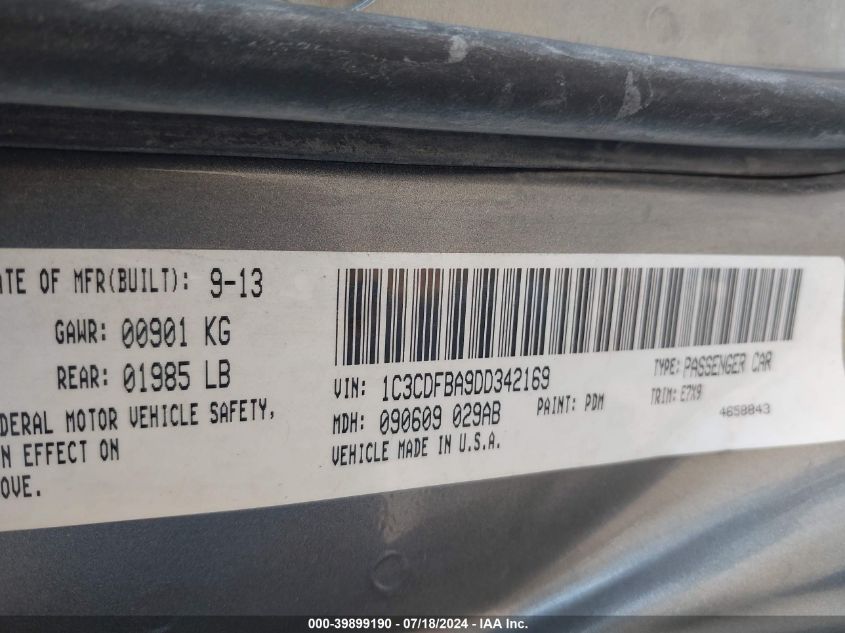 ATE OF MFR(BUILT): 9-13
GAWR: 00901 KG
REAR: 01985 LB
DERAL MOTOR VEHICLE SAFETY,
N EFFECT ON
OVE.
VIN: 1C3CDFBA9DD342169
TYPE: PASSENGER CAR
MDH: 090609 029AB
PAINT: PDM
TRIM: E7X9
4658843
VEHICLE MADE IN U.S.A.
000-39899190 - 07/18/2024 - IAA Inc.